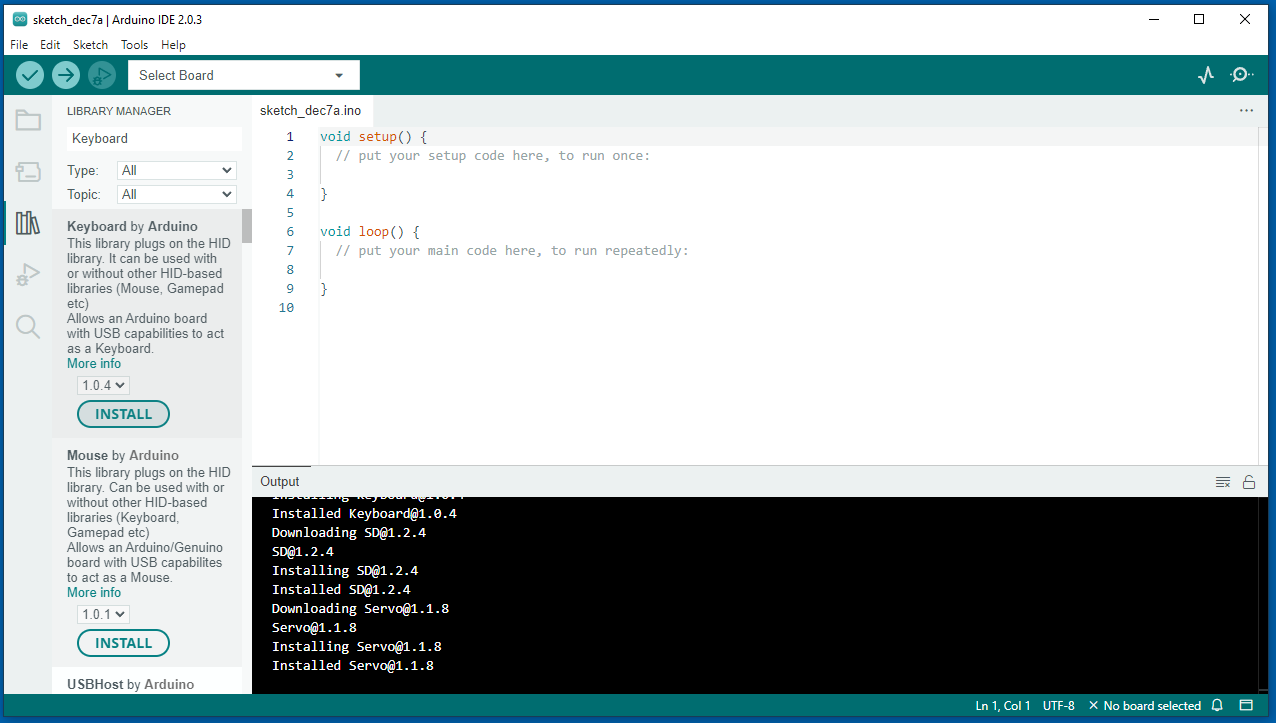 sketch_dec7a | Arduino IDE 2.0.3
File Edit Sketch Tools Help
Select Board
LIBRARY MANAGER
Keyboard
Type: All
Topic: All
Keyboard by Arduino
This library plugs on the HID
library. It can be used with
or without other HID-based
libraries (Mouse, Gamepad
etc)
Allows an Arduino board
with USB capabilities to act
as a Keyboard.
More info
1.0.4
INSTALL
Mouse by Arduino
This library plugs on the HID
library. Can be used with or
without other HID-based
libraries (Keyboard,
Gamepad etc)
Allows an Arduino/Genuino
board with USB capabilites
to act as a Mouse.
More info
1.0.1
INSTALL
USBHost by Arduino
sketch_dec7a.ino
1 void setup() {
2 // put your setup code here, to run once:
3
4 }
5
6 void loop() {
7 // put your main code here, to run repeatedly:
8
9 }
10
Output
Installing Keyboard@1.0.4
Installed Keyboard@1.0.4
Downloading SD@1.2.4
SD@1.2.4
Installing SD@1.2.4
Installed SD@1.2.4
Downloading Servo@1.1.8
Servo@1.1.8
Installing Servo@1.1.8
Installed Servo@1.1.8
Ln 1, Col 1 UTF-8 × No board selected